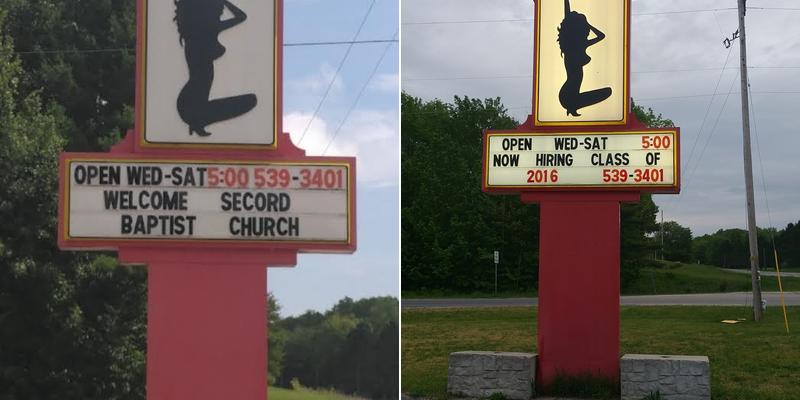 OPEN WED-SAT 5:00 539-3401
WELCOME SECORD
BAPTIST CHURCH
OPEN WED-SAT 5:00
NOW HIRING CLASS OF
2016 539-3401